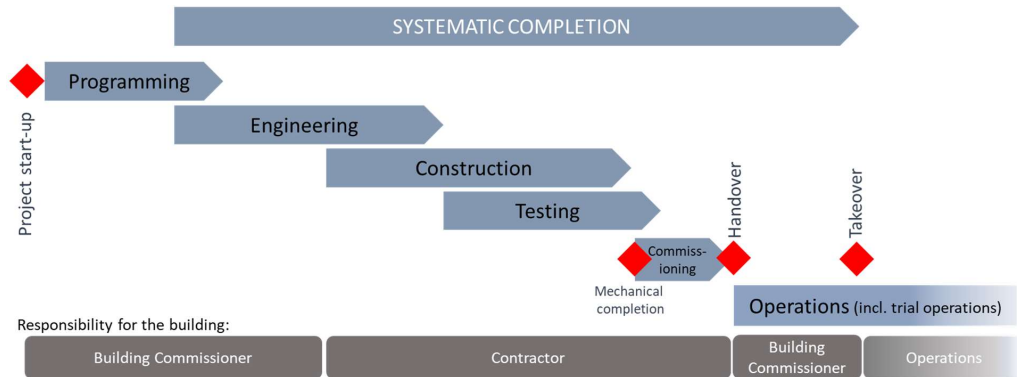 SYSTEMATIC COMPLETION
Project start-up
Programming
Engineering
Construction
Testing
Commiss-
ioning
Mechanical
completion
Handover
Takeover
Operations (incl. trial operations)
Responsibility for the building:
Building Commissioner
Contractor
Building
Commissioner
Operations